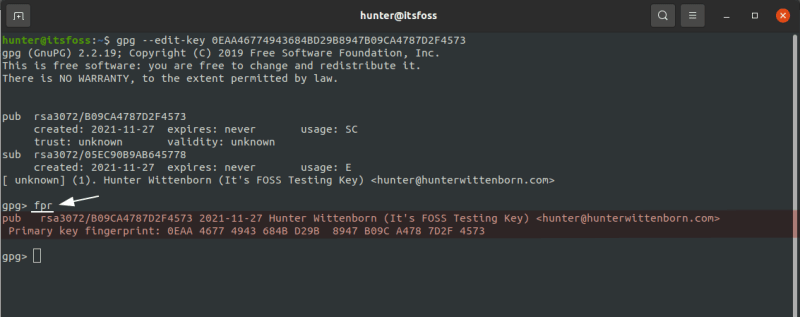 hunter@itsfoss
hunter@itsfoss:~$ gpg --edit-key 0EAA46774943684BD29B8947B09CA4787D2F4573
gpg (GnuPG) 2.2.19; Copyright (C) 2019 Free Software Foundation, Inc.
This is free software: you are free to change and redistribute it.
There is NO WARRANTY, to the extent permitted by law.
pub  rsa3072/B09CA4787D2F4573
     created: 2021-11-27  expires: never       usage: SC
     trust: unknown       validity: unknown
sub  rsa3072/05EC90B9AB645778
     created: 2021-11-27  expires: never       usage: E
[ unknown] (1). Hunter Wittenborn (It's FOSS Testing Key) <hunter@hunterwittenborn.com>
gpg> fpr
pub   rsa3072/B09CA4787D2F4573 2021-11-27 Hunter Wittenborn (It's FOSS Testing Key) <hunter@hunterwittenborn.com>
 Primary key fingerprint: 0EAA 4677 4943 684B D29B  8947 B09C A478 7D2F 4573
gpg>